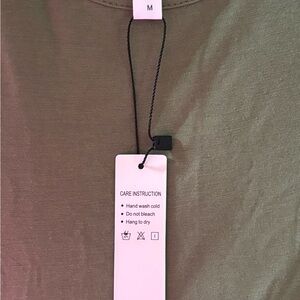 M
CARE INSTRUCTION
• Hand wash cold
• Do not bleach
• Hang to dry